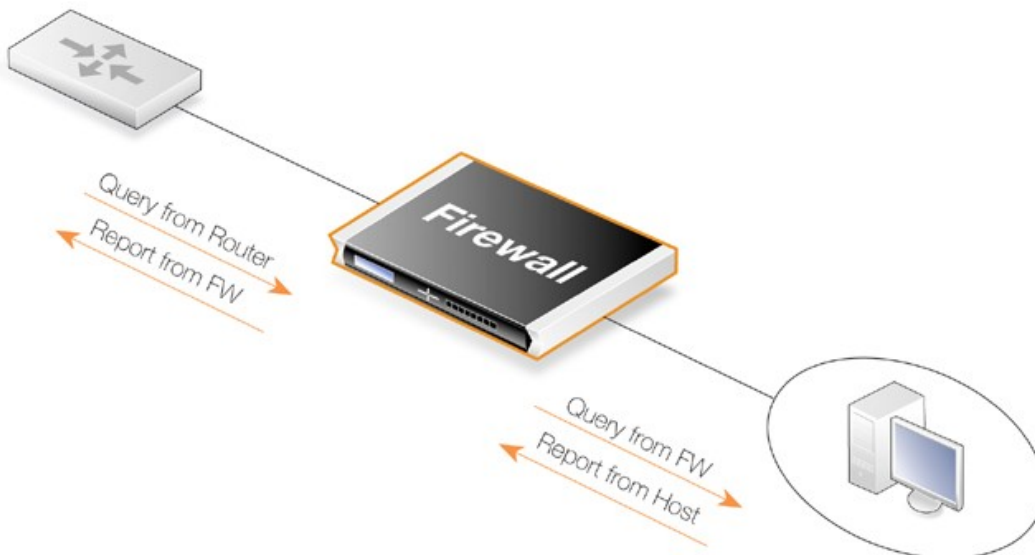 Query from Router
Report from FW
Firewall
Query from FW
Report from Host